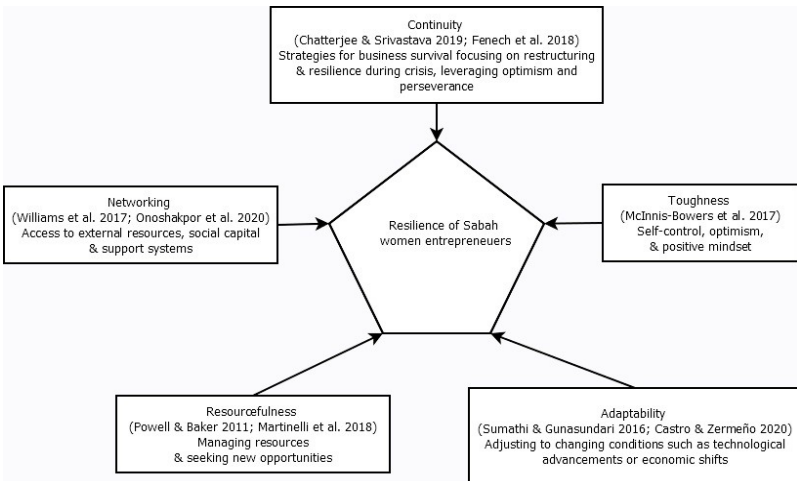 Continuity
(Chatterjee & Srivastava 2019; Fenech et al. 2018)
Strategies for business survival focusing on restructuring
& resilience during crisis, leveraging optimism and
perseverance
Networking
(Williams et al. 2017; Onoshakpor et al. 2020)
Access to external resources, social capital
& support systems
Resilience of Sabah
women entrepeneuers
Toughness
(McInnis-Bowers et al. 2017)
Self-control, optimism,
& positive mindset
Resourcefulness
(Powell & Baker 2011; Martinelli et al. 2018)
Managing resources
& seeking new opportunities
Adaptability
(Sumathi & Gunasundari 2016; Castro & Zermeño 2020)
Adjusting to changing conditions such as technological
advancements or economic shifts